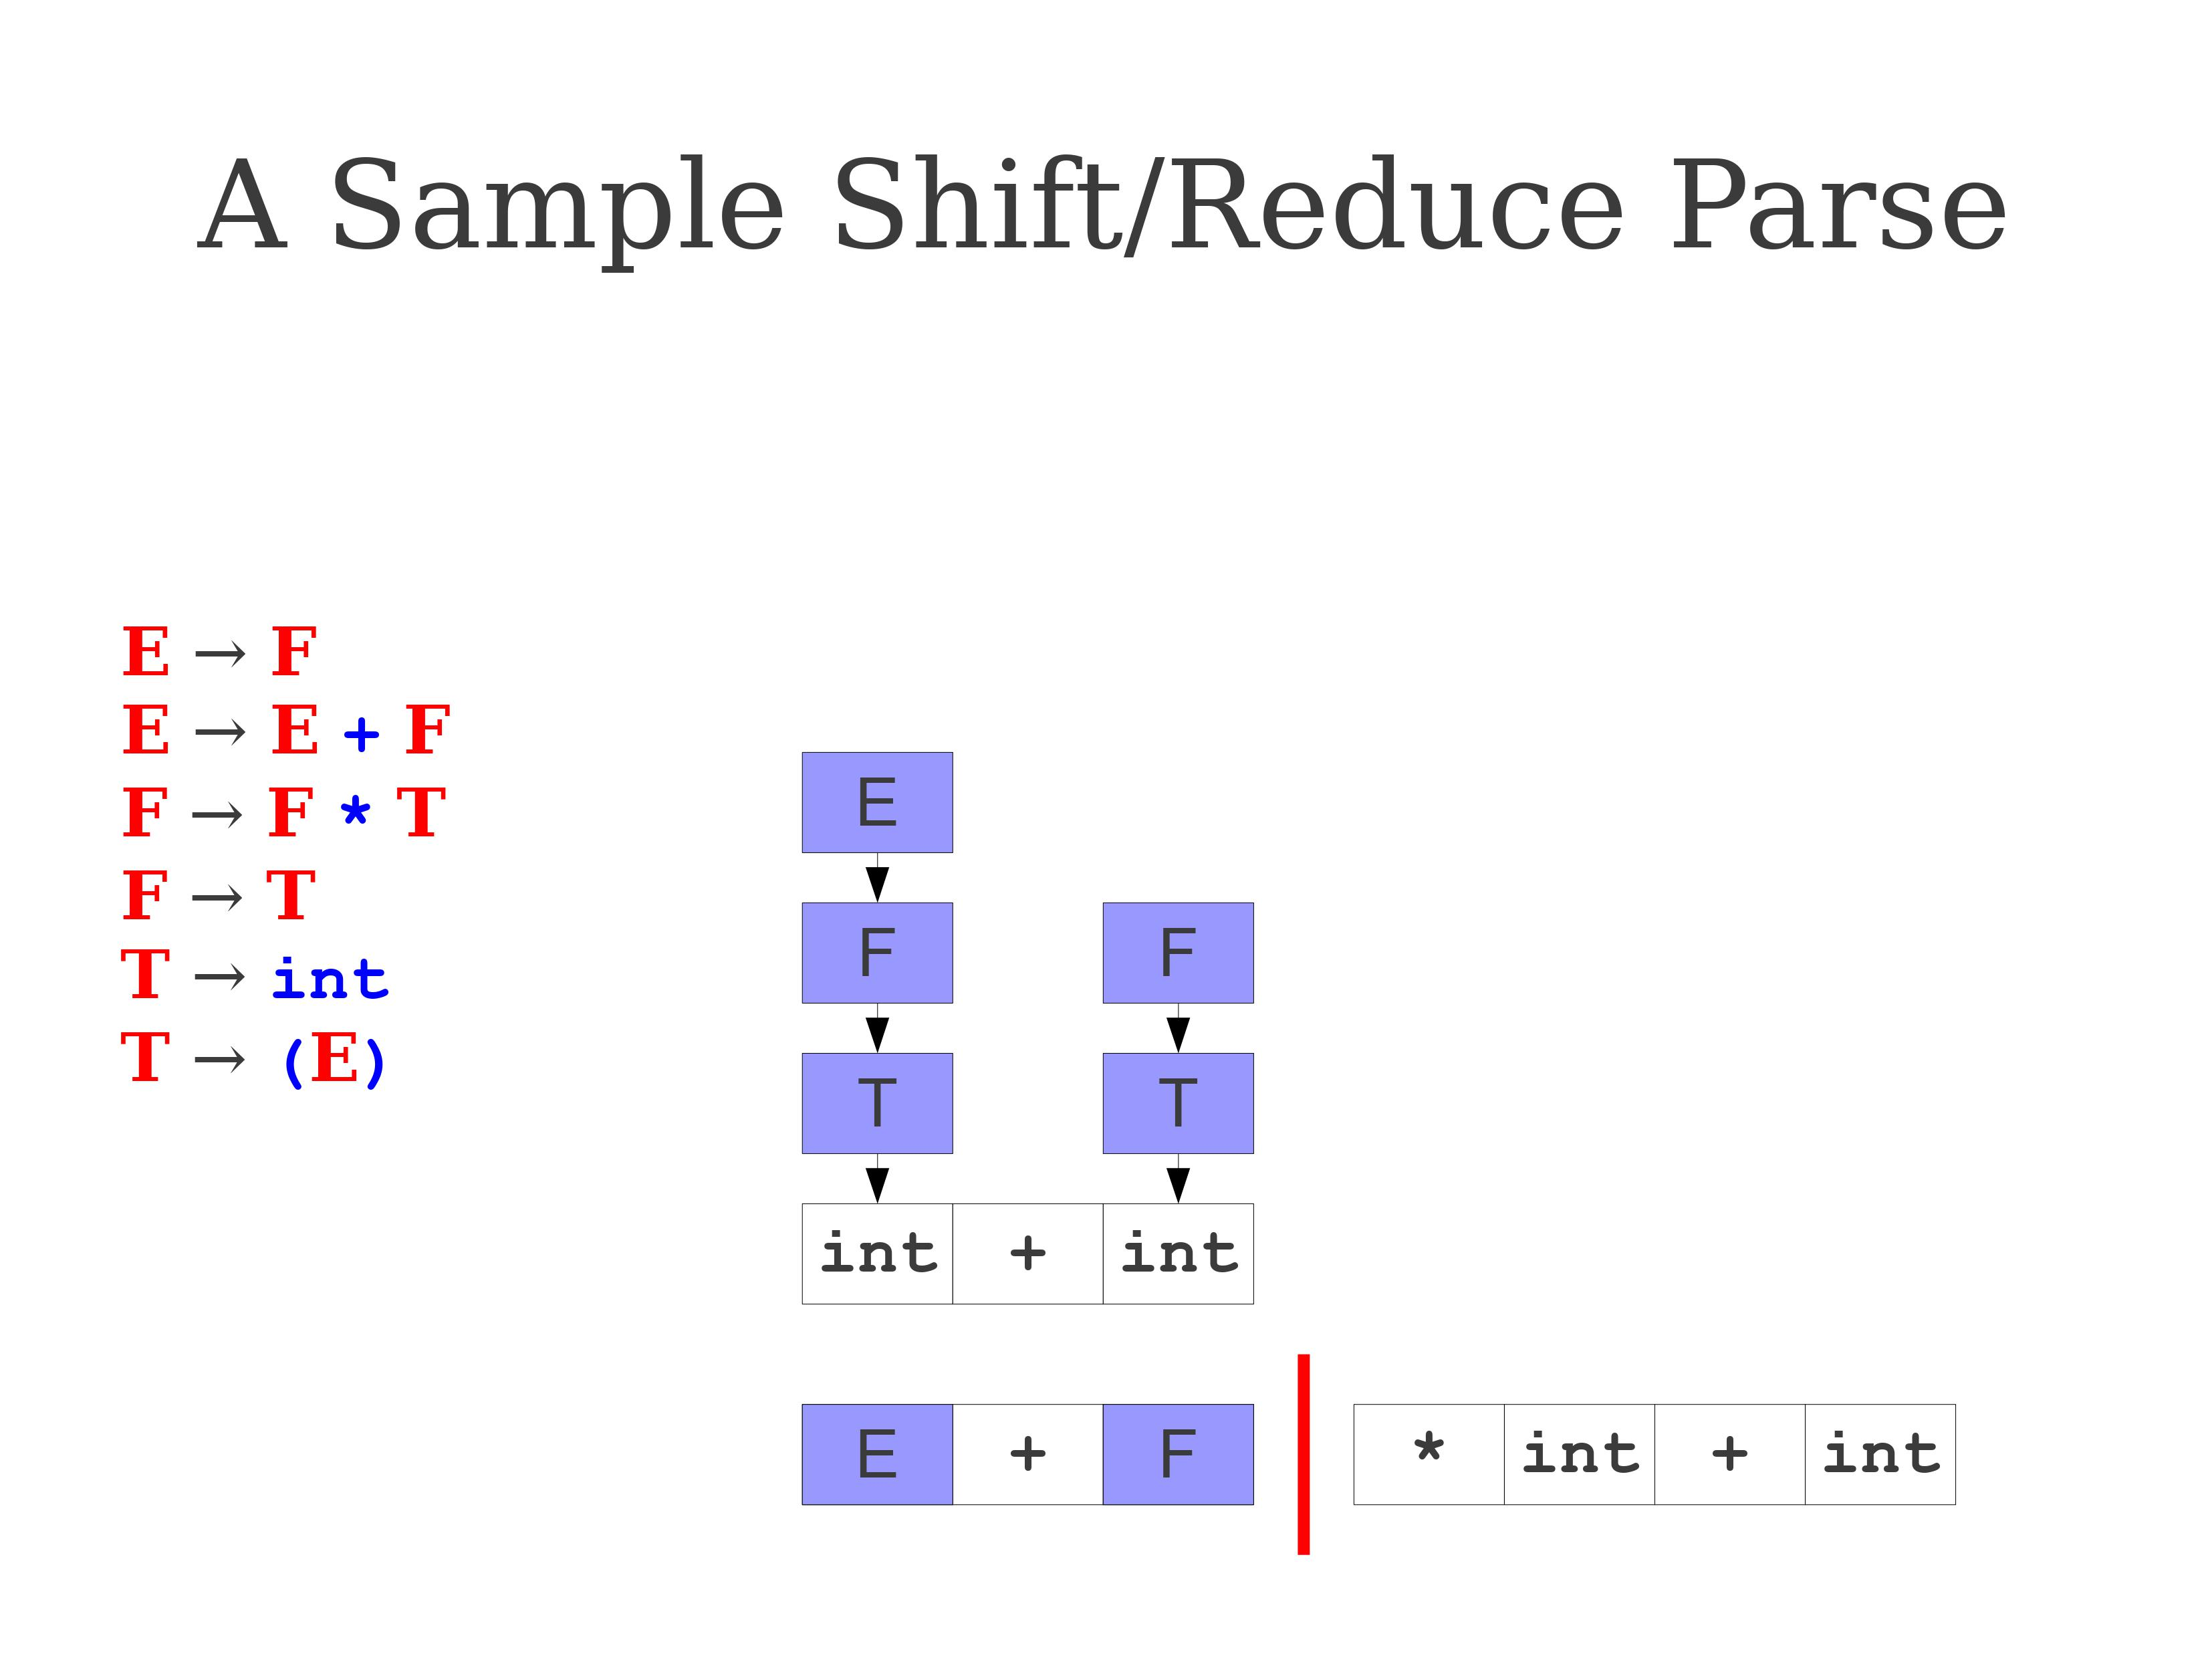 A Sample Shift/Reduce Parse
E → F
E → E + F
F → F * T
F → T
T → int
T → (E)
E
F F
T T
int + int
E + F * int + int